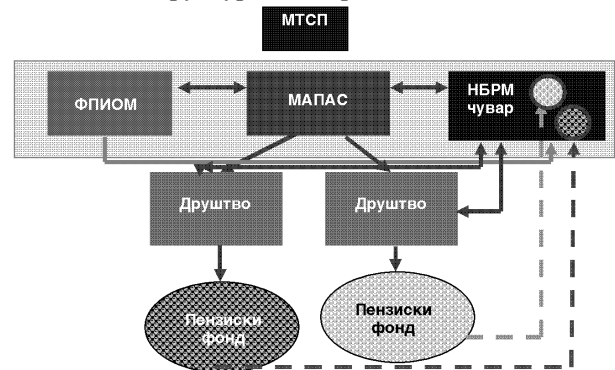 МТСП
ФПИОМ
МАПАС
НБРМ
чувар
Друштво
Друштво
Пензиски
фонд
Пензиски
фонд